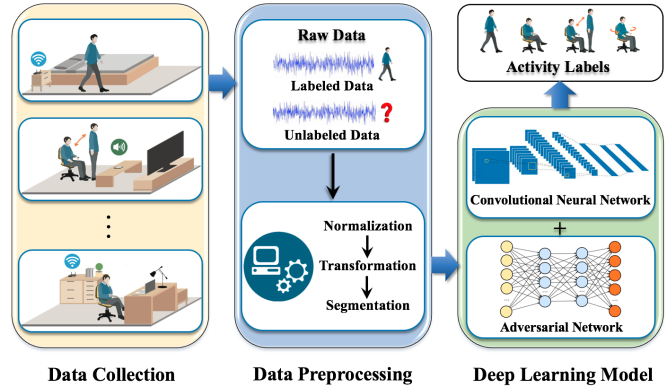 Raw Data
Labeled Data
?
Unlabeled Data
Normalization
Transformation
Segmentation
Activity Labels
Convolutional Neural Network
+
Adversarial Network
Data Collection
Data Preprocessing
Deep Learning Model